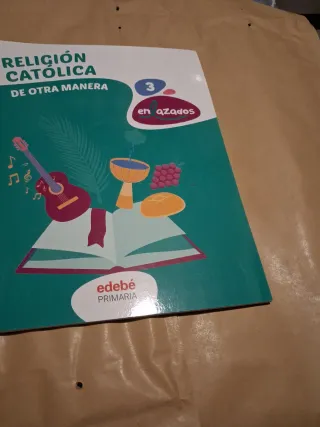 RELIGIÓN
CATÓLICA
DE OTRA MANERA
3
enlazados
edebé
PRIMARIA